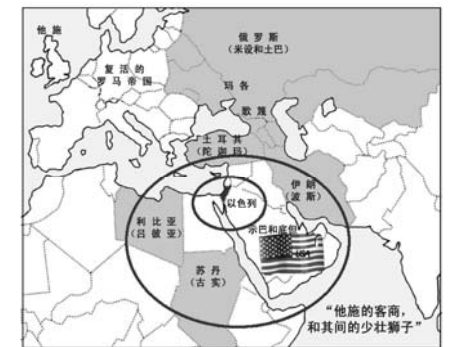 他施
俄罗斯
(米设和土巴)
复活的
罗马帝国
玛各
歌篾
土耳其
(陀迦玛)
伊朗
(波斯)
以色列
利比亚
(吕彼亚)
示巴和底但
USA
苏丹
(古实)
“他施的客商，
和其间的少壮狮子”